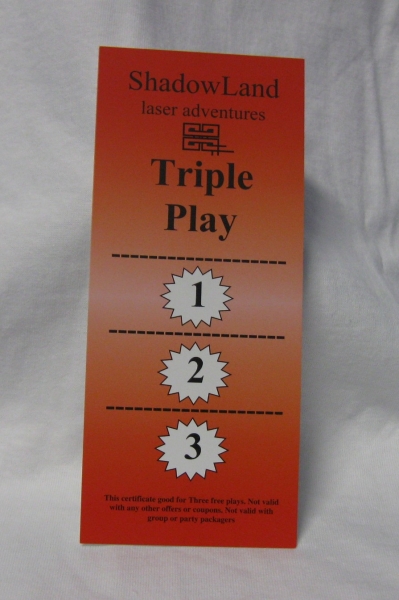 ShadowLand
laser adventures
Triple
Play
1
2
3
This certificate good for Three free plays. Not valid
with any other offers or coupons. Not valid with
group or party packagers